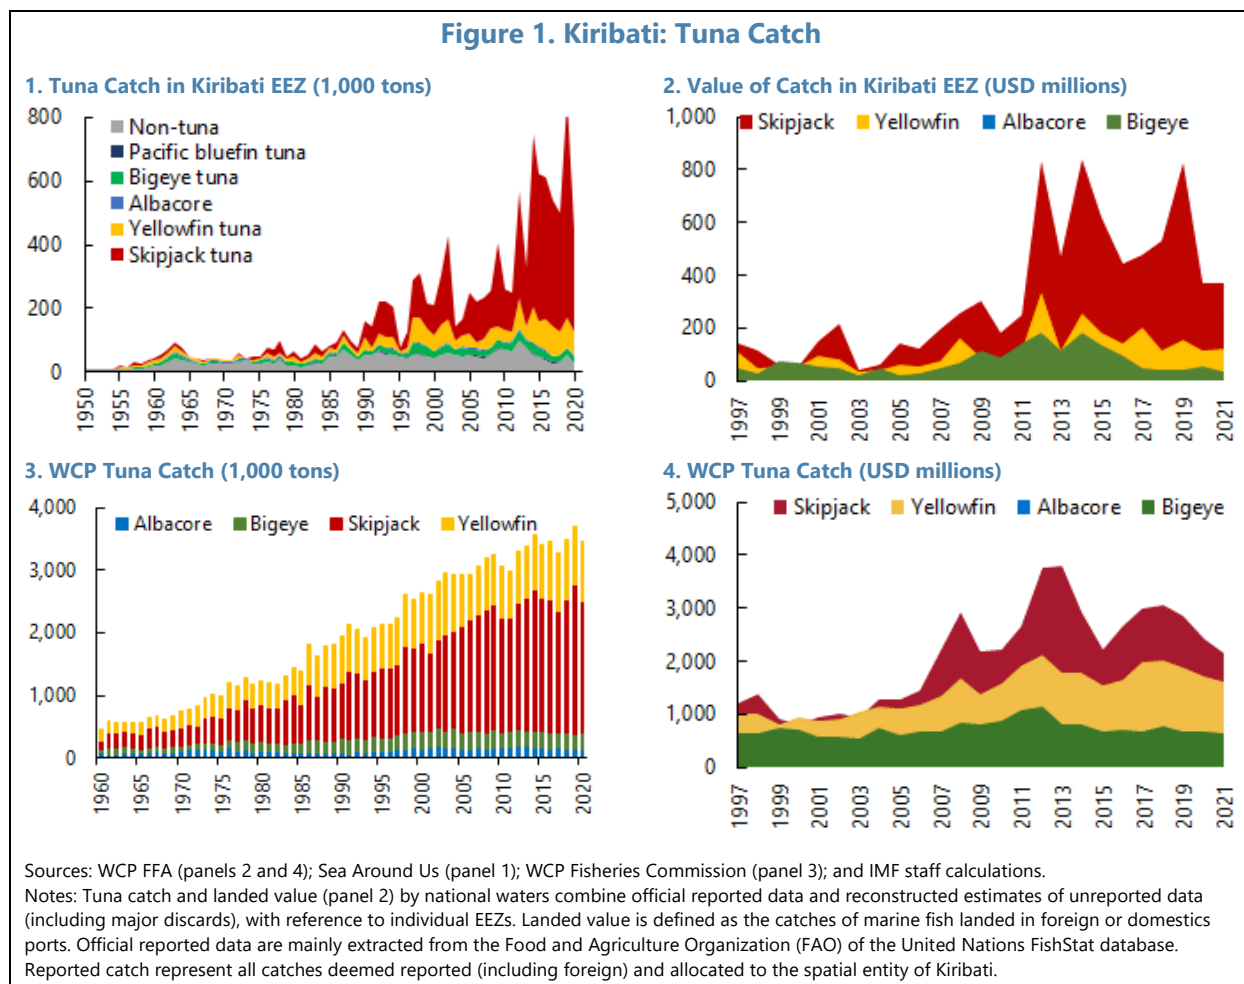 Figure 1. Kiribati: Tuna Catch
1. Tuna Catch in Kiribati EEZ (1,000 tons)
800
600
400
200
0
Non-tuna
Pacific bluefin tuna
Bigeye tuna
Albacore
Yellowfin tuna
Skipjack tuna
1950 1955 1960 1965 1970 1975 1980 1985 1990 1995 2000 2005 2010 2015 2020
2. Value of Catch in Kiribati EEZ (USD millions)
1,000
800
600
400
200
0
Skipjack Yellowfin Albacore Bigeye
1997 1999 2001 2003 2005 2007 2009 2011 2013 2015 2017 2019 2021
3. WCP Tuna Catch (1,000 tons)
4,000
3,000
2,000
1,000
0
Albacore Bigeye Skipjack Yellowfin
1960 1965 1970 1975 1980 1985 1990 1995 2000 2005 2010 2015 2020
4. WCP Tuna Catch (USD millions)
5,000
4,000
3,000
2,000
1,000
0
Skipjack Yellowfin Albacore Bigeye
1997 1999 2001 2003 2005 2007 2009 2011 2013 2015 2017 2019 2021
Sources: WCP FFA (panels 2 and 4); Sea Around Us (panel 1); WCP Fisheries Commission (panel 3); and IMF staff calculations.
Notes: Tuna catch and landed value (panel 2) by national waters combine official reported data and reconstructed estimates of unreported data
(including major discards), with reference to individual EEZs. Landed value is defined as the catches of marine fish landed in foreign or domestics
ports. Official reported data are mainly extracted from the Food and Agriculture Organization (FAO) of the United Nations FishStat database.
Reported catch represent all catches deemed reported (including foreign) and allocated to the spatial entity of Kiribati.